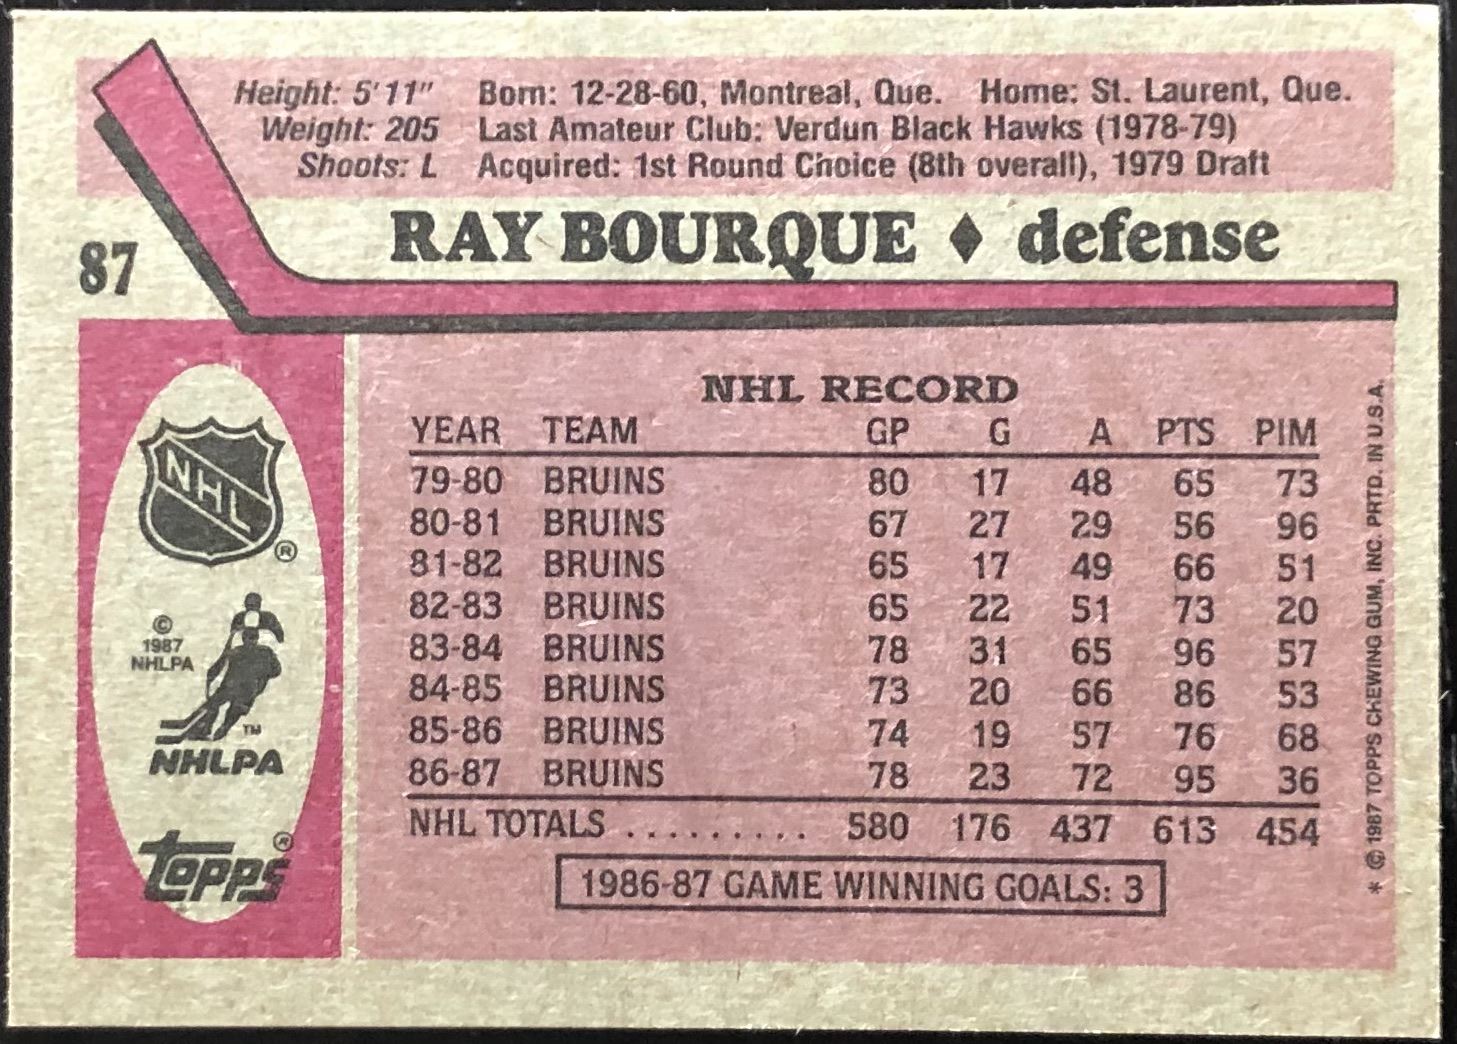 Height: 5'11" Born: 12-28-60, Montreal, Que. Home: St. Laurent, Que.
Weight: 205 Last Amateur Club: Verdun Black Hawks (1978-79)
Shoots: L Acquired: 1st Round Choice (8th overall), 1979 Draft
87 RAY BOURQUE ♦ defense
NHL RECORD
YEAR TEAM GP G A PTS PIM
79-80 BRUINS 80 17 48 65 73
80-81 BRUINS 67 27 29 56 96
81-82 BRUINS 65 17 49 66 51
82-83 BRUINS 65 22 51 73 20
83-84 BRUINS 78 31 65 96 57
84-85 BRUINS 73 20 66 86 53
85-86 BRUINS 74 19 57 76 68
86-87 BRUINS 78 23 72 95 36
NHL TOTALS ......... 580 176 437 613 454
1986-87 GAME WINNING GOALS: 3
NHL ®
©
1987
NHLPA
TM
NHLPA
topps ®
* © 1987 TOPPS CHEWING GUM, INC. PRTD. IN U.S.A.